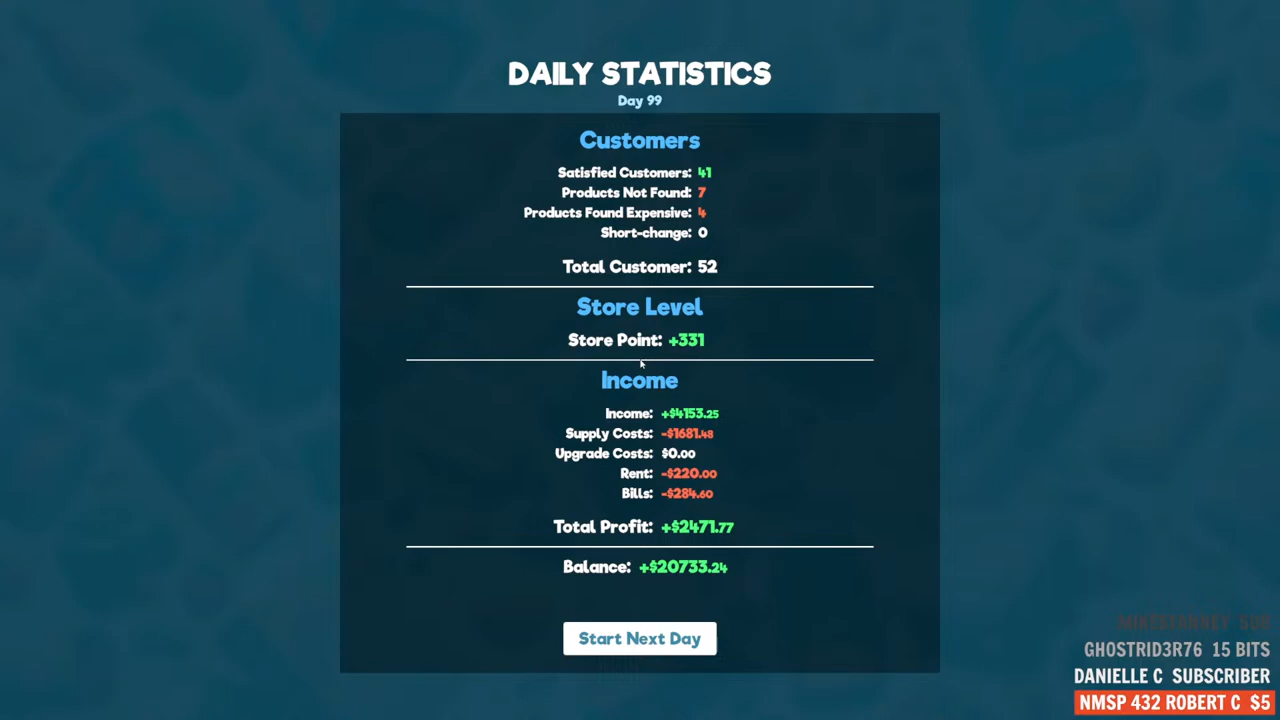 DAILY STATISTICS
Day 99
Customers
Satisfied Customers: 41
Products Not Found: 7
Products Found Expensive: 4
Short-change: 0
Total Customer: 52
Store Level
Store Point: +331
Income
Income: +$4153.25
Supply Costs: -$1681.48
Upgrade Costs: $0.00
Rent: -$220.00
Bills: -$284.60
Total Profit: +$2471.77
Balance: +$20733.24
Start Next Day
GHOSTRID3R76 15 BITS
DANIELLE C SUBSCRIBER
NMSP 432 ROBERT C $5